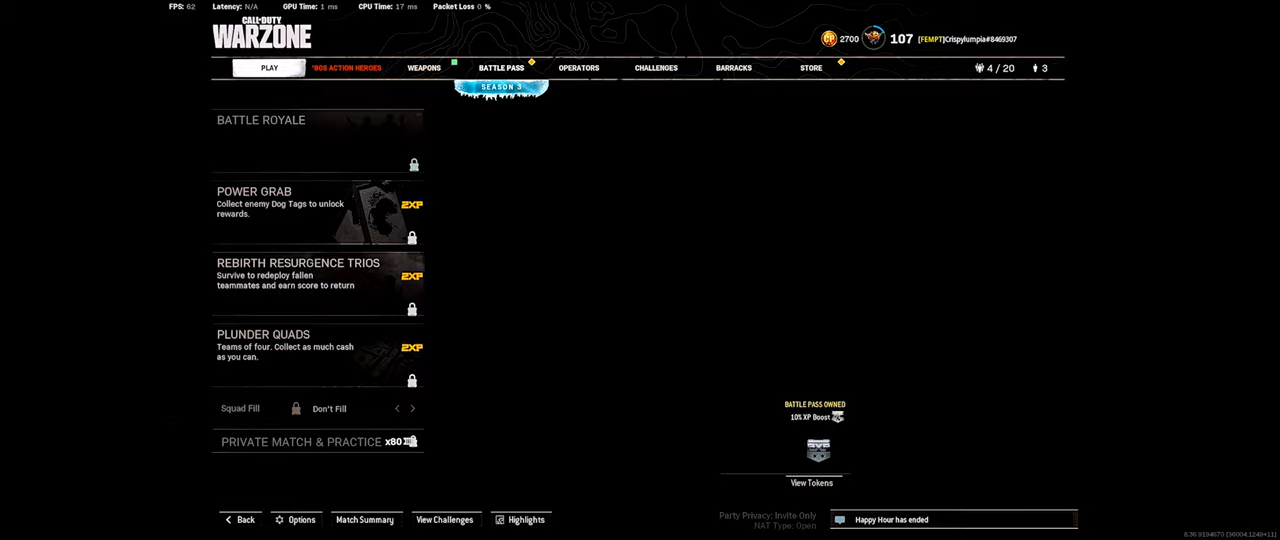 FPS: 62 Latency: N/A GPU Time: 1 ms CPU Time: 17 ms Packet Loss 0 %
CALL·DUTY
WARZONE
CP 2700 107 [FEMPT]Crispylumpia#8469307
PLAY '80S ACTION HEROES WEAPONS BATTLE PASS OPERATORS CHALLENGES BARRACKS STORE 4 / 20 3
SEASON 3
BATTLE ROYALE
POWER GRAB
Collect enemy Dog Tags to unlock
rewards.
2XP
REBIRTH RESURGENCE TRIOS
Survive to redeploy fallen
teammates and earn score to return
2XP
PLUNDER QUADS
Teams of four. Collect as much cash
as you can.
2XP
Squad Fill Don't Fill
PRIVATE MATCH & PRACTICE x80
BATTLE PASS OWNED
10% XP Boost
2XP
View Tokens
Back Options Match Summary View Challenges Highlights
Party Privacy: Invite Only
NAT Type: Open
Happy Hour has ended